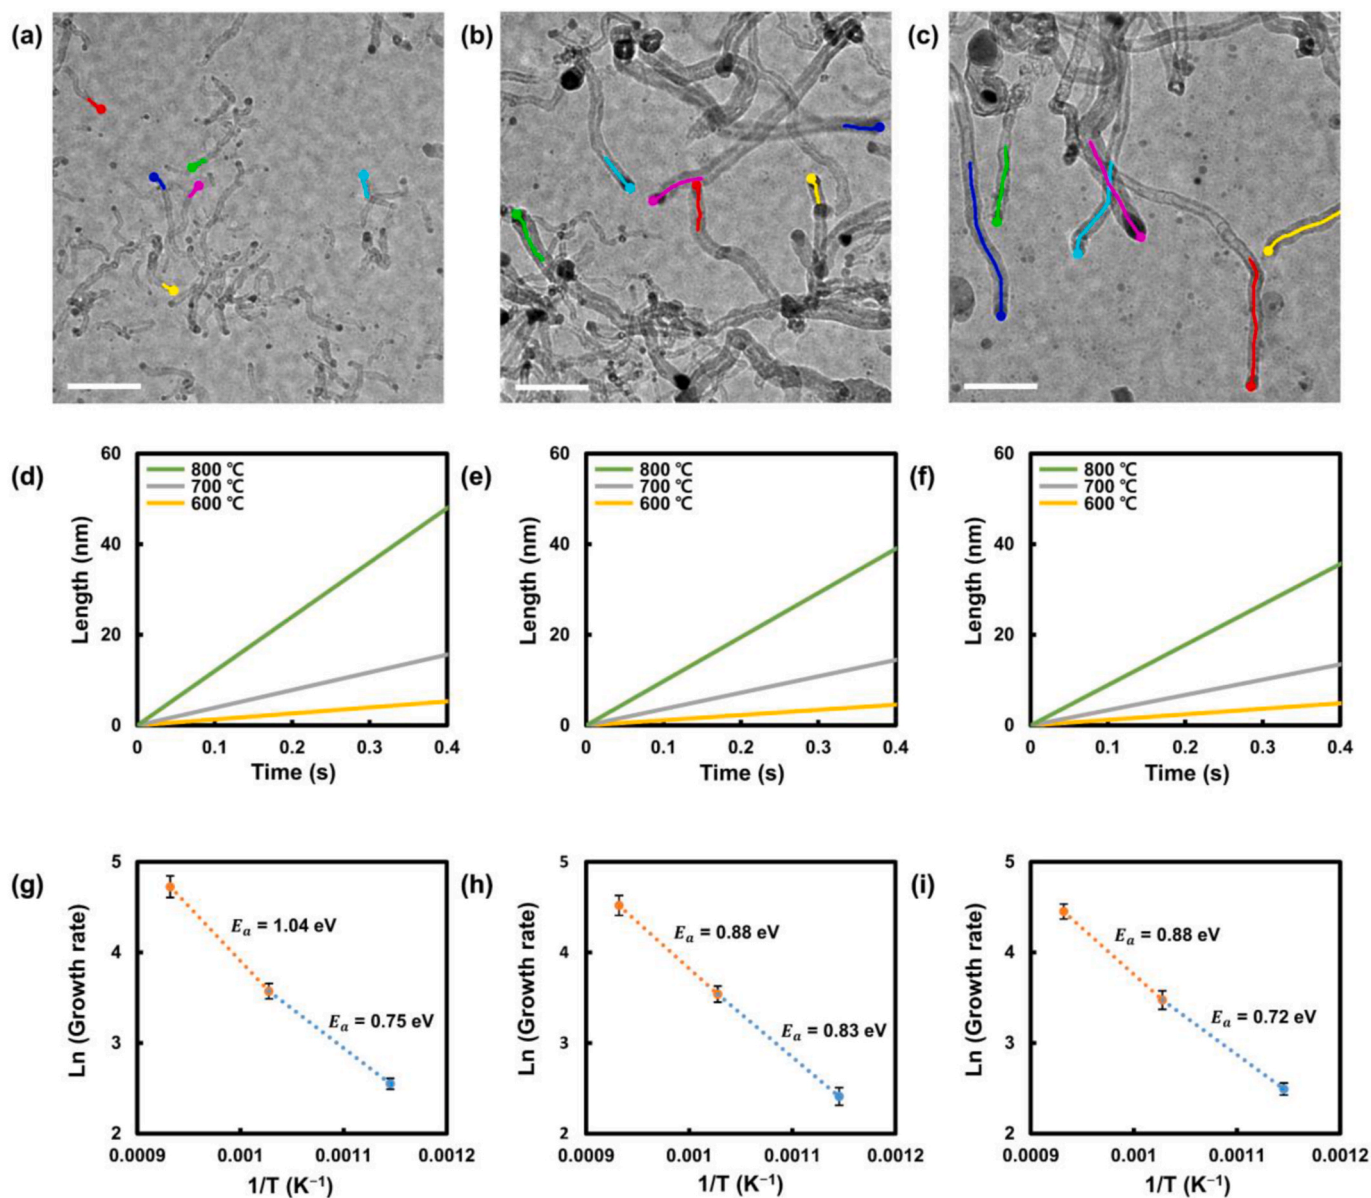 (a)
(b)
(c)
(d)
60
40
20
0
Length (nm)
800 ℃
700 ℃
600 ℃
0
0.1
0.2
0.3
0.4
Time (s)
(e)
60
40
20
0
Length (nm)
800 ℃
700 ℃
600 ℃
0
0.1
0.2
0.3
0.4
Time (s)
(f)
60
40
20
0
Length (nm)
800 ℃
700 ℃
600 ℃
0
0.1
0.2
0.3
0.4
Time (s)
(g)
5
4
3
2
Ln (Growth rate)
Eₐ = 1.04 eV
Eₐ = 0.75 eV
0.0009
0.001
0.0011
0.0012
1/T (K⁻¹)
(h)
5
4
3
2
Ln (Growth rate)
Eₐ = 0.88 eV
Eₐ = 0.83 eV
0.0009
0.001
0.0011
0.0012
1/T (K⁻¹)
(i)
5
4
3
2
Ln (Growth rate)
Eₐ = 0.88 eV
Eₐ = 0.72 eV
0.0009
0.001
0.0011
0.0012
1/T (K⁻¹)